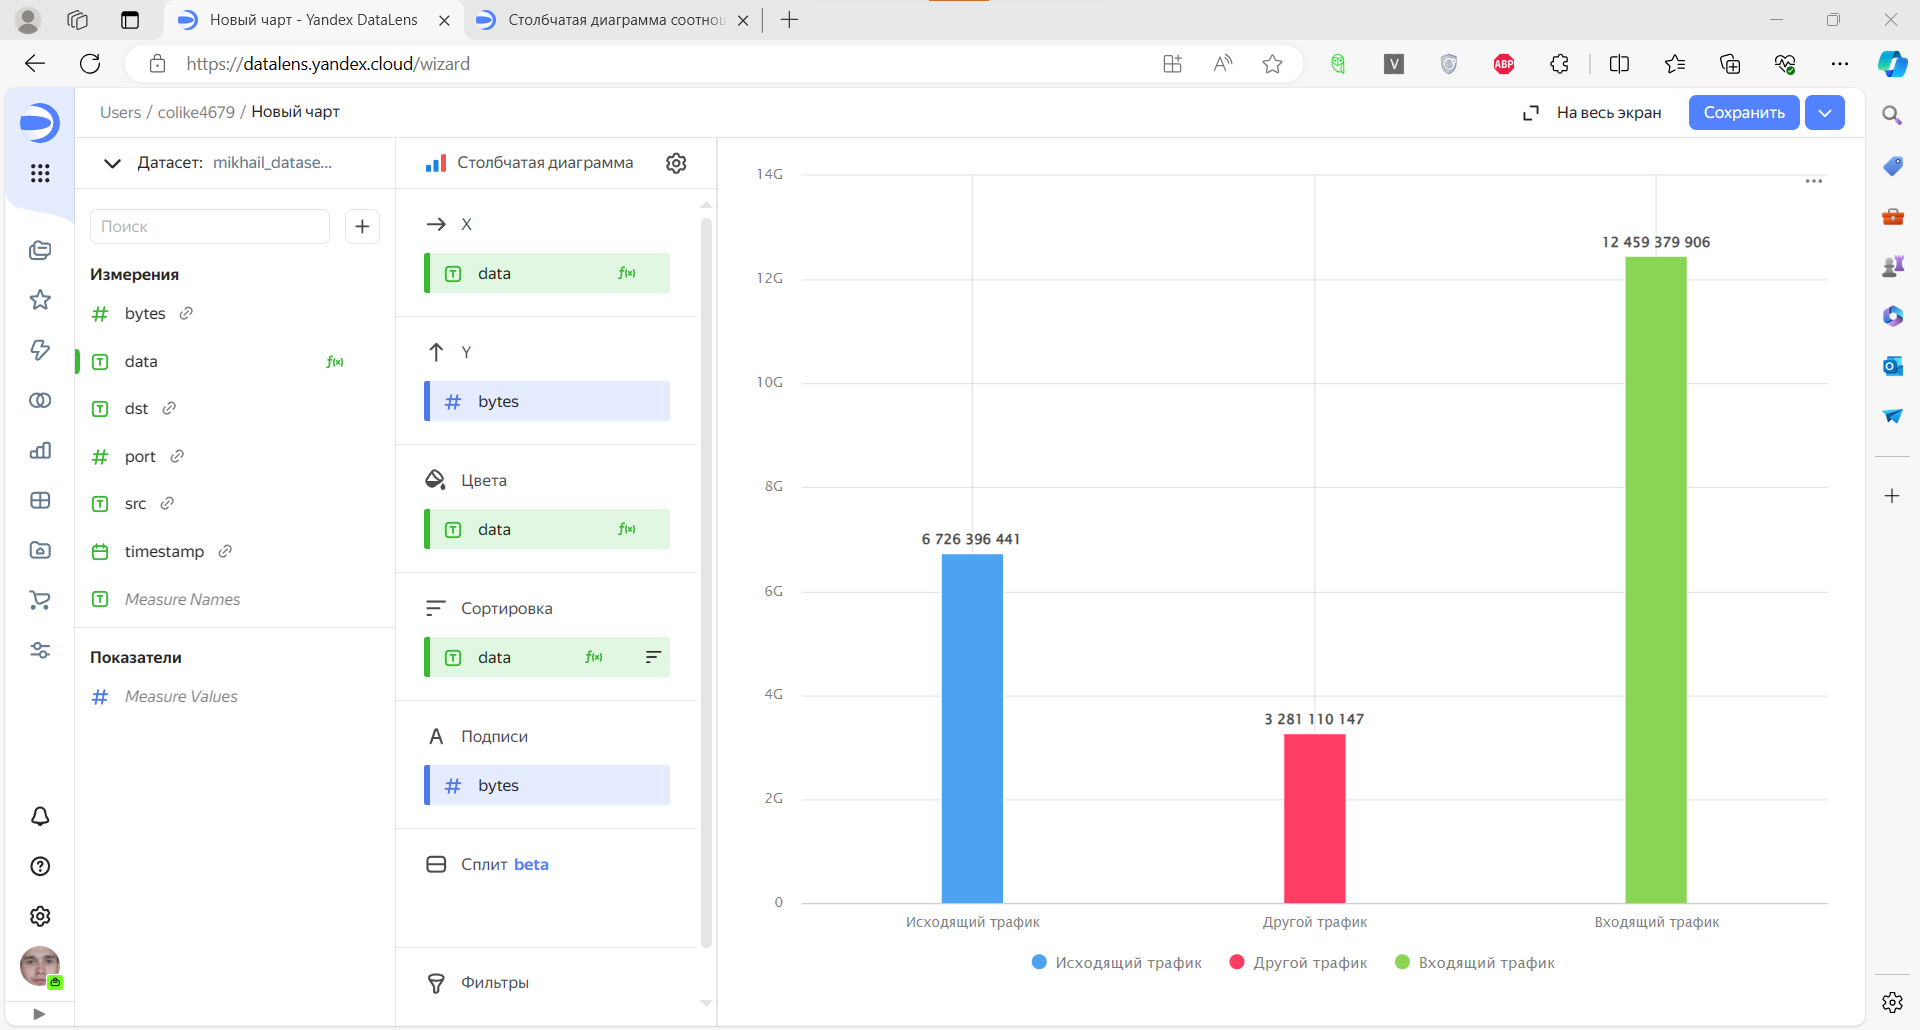 Новый чарт - Yandex DataLens
Столбчатая диаграмма соотнош
https://datalens.yandex.cloud/wizard
V
ABP
Users / colike4679 / Новый чарт
На весь экран
Сохранить
Датасет: mikhail_datase...
Столбчатая диаграмма
Поиск
Измерения
bytes
data
dst
port
src
timestamp
Measure Names
Показатели
Measure Values
X
data
Y
bytes
Цвета
data
Сортировка
data
Подписи
bytes
Сплит beta
Фильтры
14G
12G
10G
8G
6G
4G
2G
0
6 726 396 441
3 281 110 147
12 459 379 906
Исходящий трафик
Другой трафик
Входящий трафик
Исходящий трафик
Другой трафик
Входящий трафик